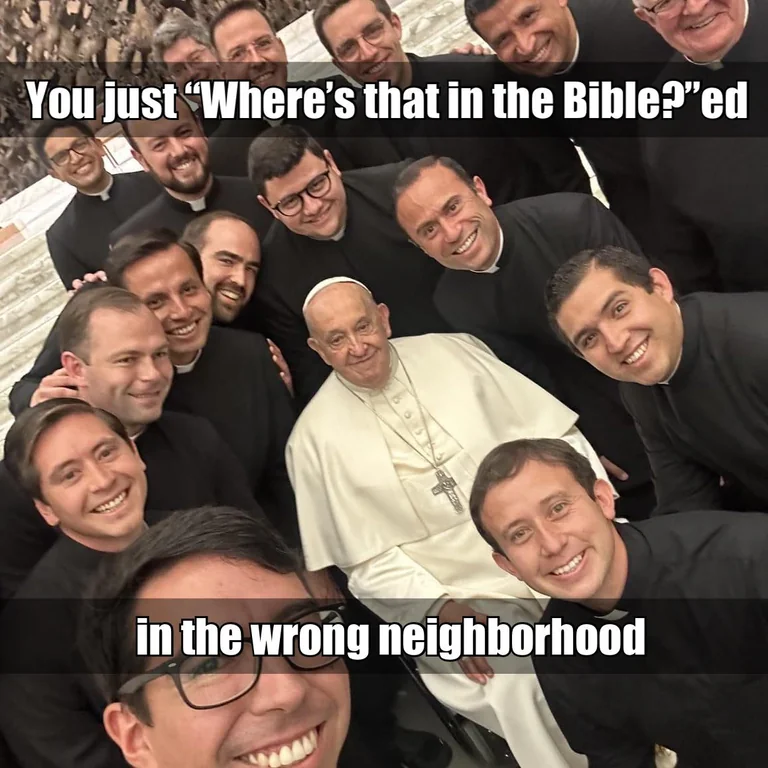 You just “Where’s that in the Bible?”ed
in the wrong neighborhood